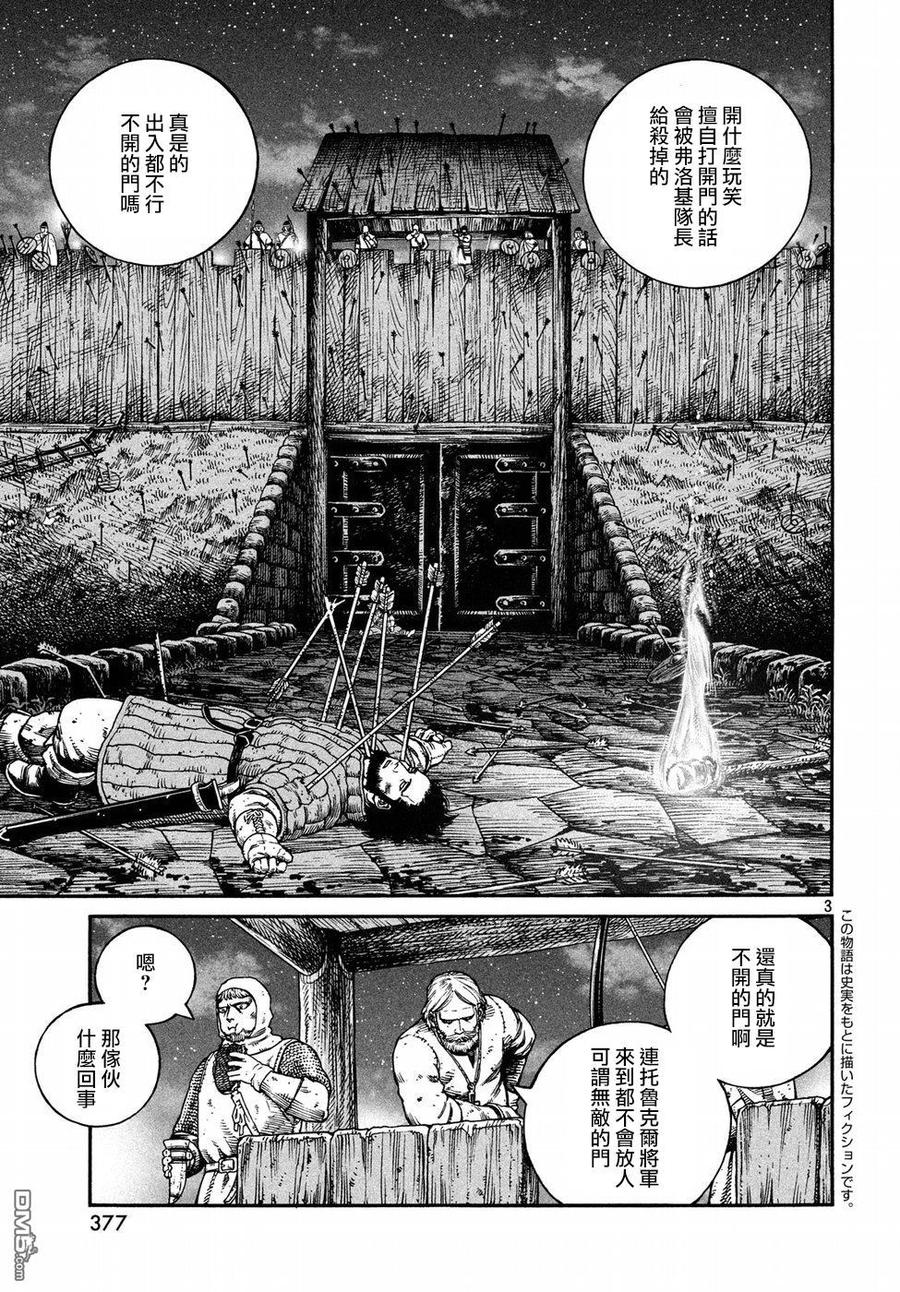 開什麼玩笑
擅自打開門的話
會被弗洛基隊長
給殺掉的
真是的
出入都不行
不開的門嗎
3
この物語は史実をもとに描いたフィクションです。
還真的就是
不開的門啊
連托魯克爾將軍
來到都不會放人
可謂無敵的門
嗯?
那傢伙
什麼回事
377
DM5.com